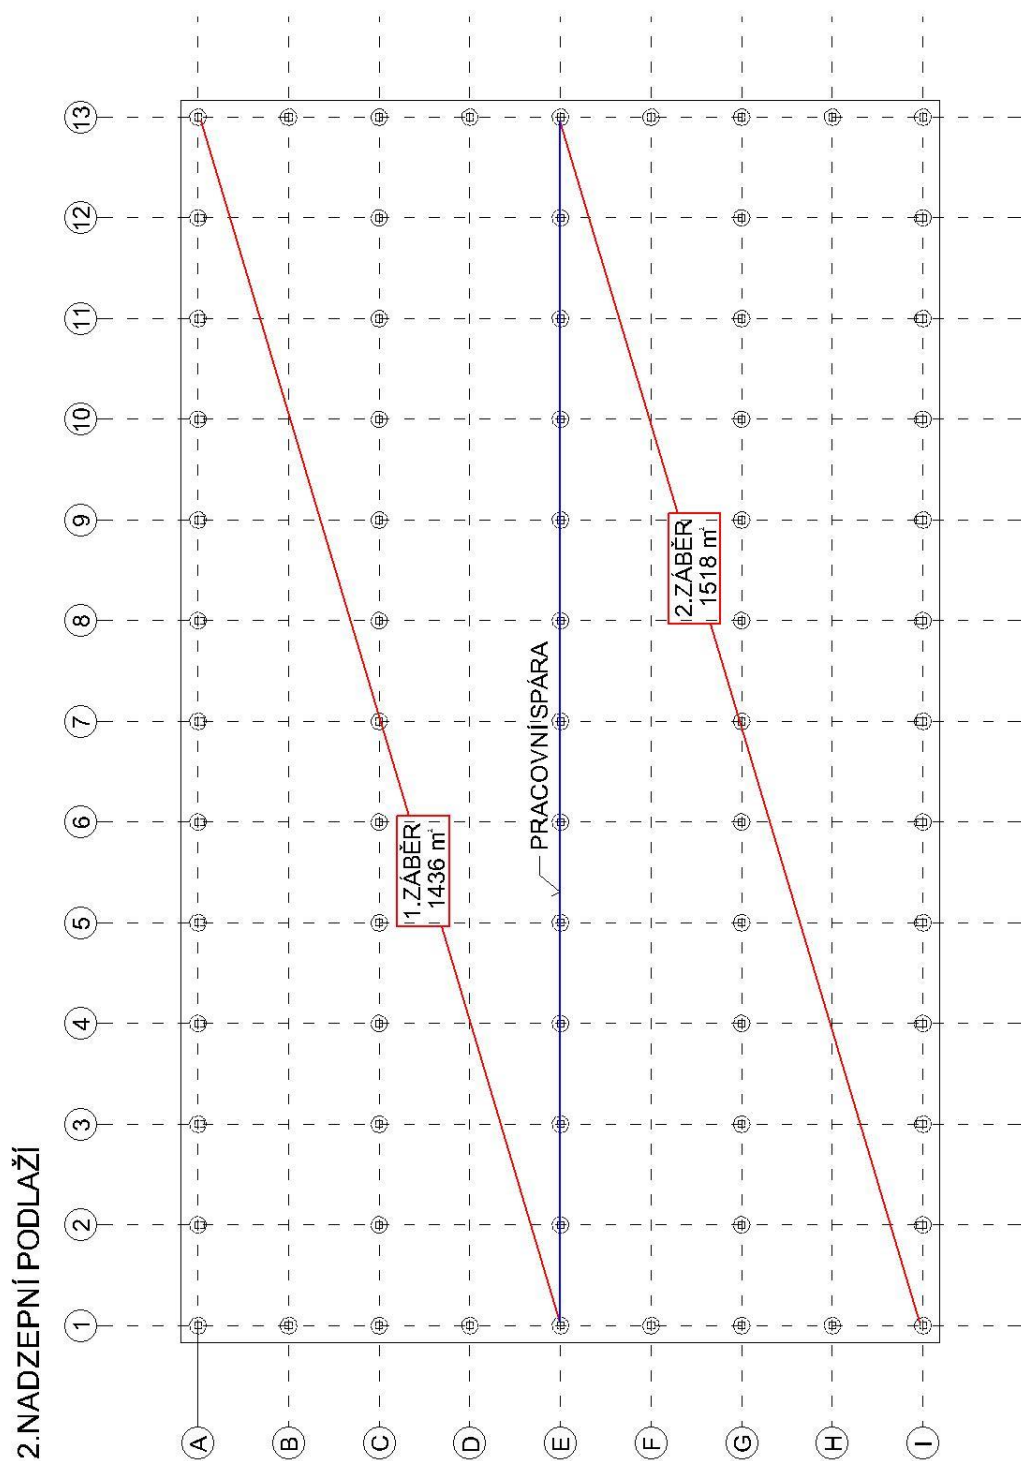 2.NADZEPNÍ PODLAŽÍ
1
2
3
4
5
6
7
8
9
10
11
12
13
A
B
C
D
E
F
G
H
I
1.ZÁBĚR
1436 m²
PRACOVNÍ SPÁRA
2.ZÁBĚR
1518 m²